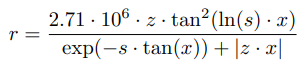 r = \frac{2.71 \cdot 10^6 \cdot z \cdot \tan^2(\ln(s) \cdot x)}{\exp(-s \cdot \tan(x)) + |z \cdot x|}